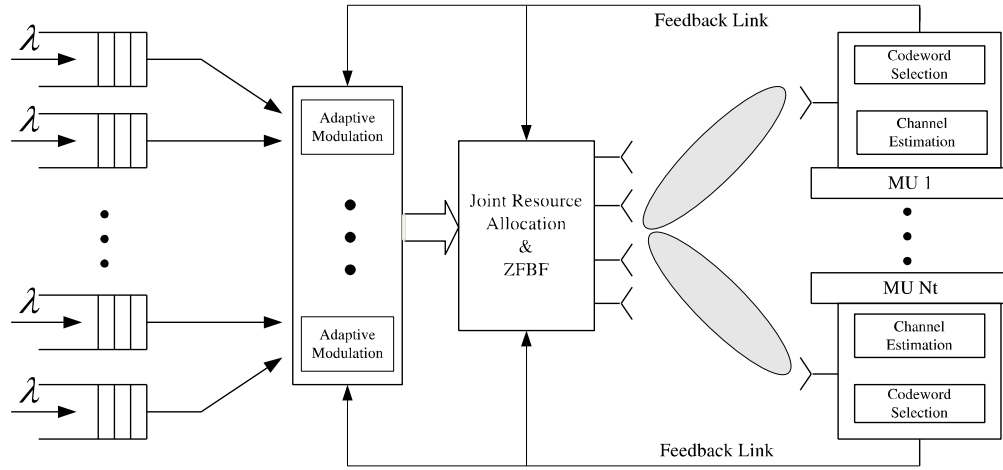 Feedback Link
λ
λ
λ
λ
Adaptive
Modulation
Adaptive
Modulation
Joint Resource
Allocation
&
ZFBF
Codeword
Selection
Channel
Estimation
MU 1
MU Nt
Channel
Estimation
Codeword
Selection
Feedback Link